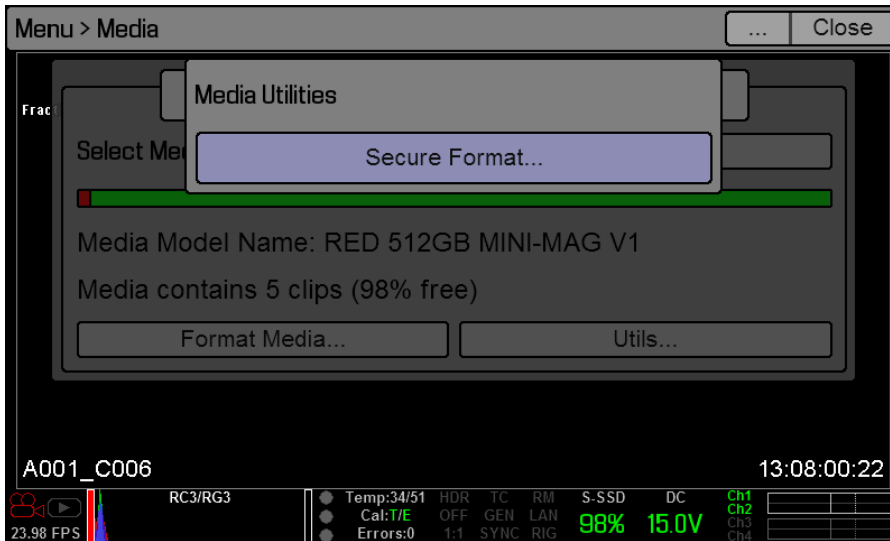 Menu > Media
...
Close
Media Utilities
Secure Format...
Frac
Select Me
Media Model Name: RED 512GB MINI-MAG V1
Media contains 5 clips (98% free)
Format Media...
Utils...
A001_C006
13:08:00:22
RC3/RG3
23.98 FPS
Temp:34/51
Cal:T/E
Errors:0
HDR TC RM
OFF GEN LAN
1:1 SYNC RIG
S-SSD
98%
DC
15.0V
Ch1
Ch2
Ch3
Ch4